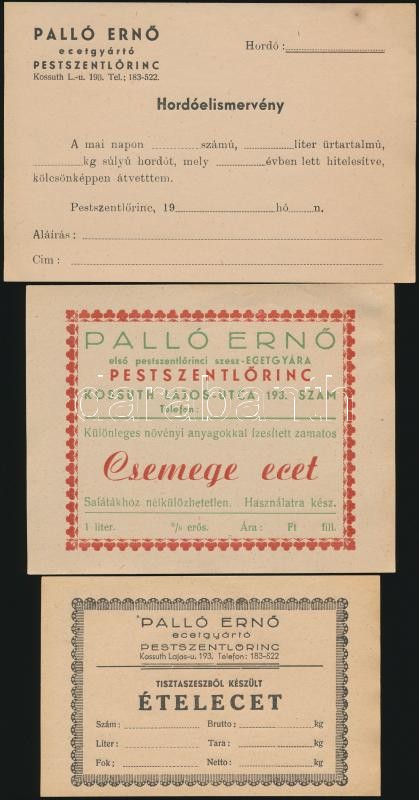 PALLÓ ERNŐ
ecetgyártó
PESTSZENTLŐRINC
Kossuth L.-u. 193. Tel.: 183-522.
Hordó :
Hordóelismervény
A mai napon számú, liter ürtartalmú,
kg súlyú hordót, mely évben lett hitelesítve,
kölcsönképpen átvetttem.
Pestszentlőrinc, 19 hó n.
Aláírás :
Cim :
PALLÓ ERNŐ
első pestszentlőrinci szesz-ECETGYÁRA
PESTSZENTLŐRINC
KOSSUTH LAJOS-UTCA 193. SZÁM
Telefon :
Különleges növényi anyagokkal ízesített zamatos
Csemege ecet
Salátákhoz nélkülözhetetlen. Használatra kész.
1 liter. % erős. Ára : Ft fill.
PALLÓ ERNŐ
ecetgyártó
PESTSZENTLŐRINC
Kossuth Lajos-u. 193. Telefon: 183-522
TISZTASZESZBŐL KÉSZÜLT
ÉTELECET
Szám : Brutto : kg
Liter : Tara : kg
Fok ; Netto : kg